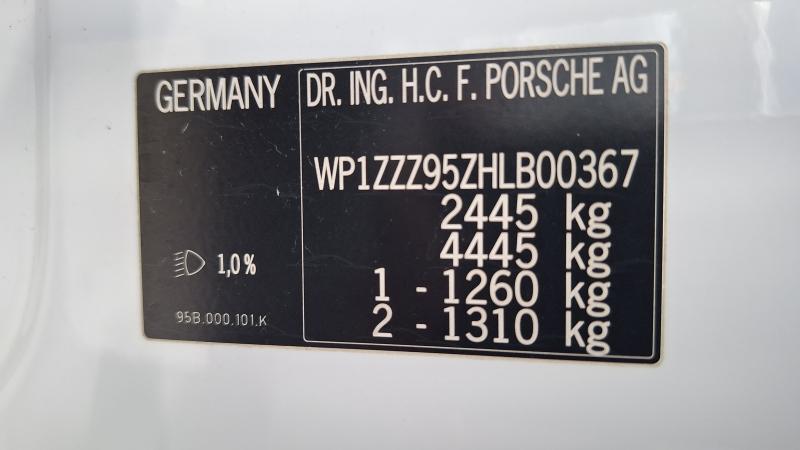 GERMANY
DR. ING. H.C. F. PORSCHE AG
WP1ZZZ95ZHLB00367
2445 kg
4445 kg
1 - 1260 kg
2 - 1310 kg
1,0 %
95B.000.101.K